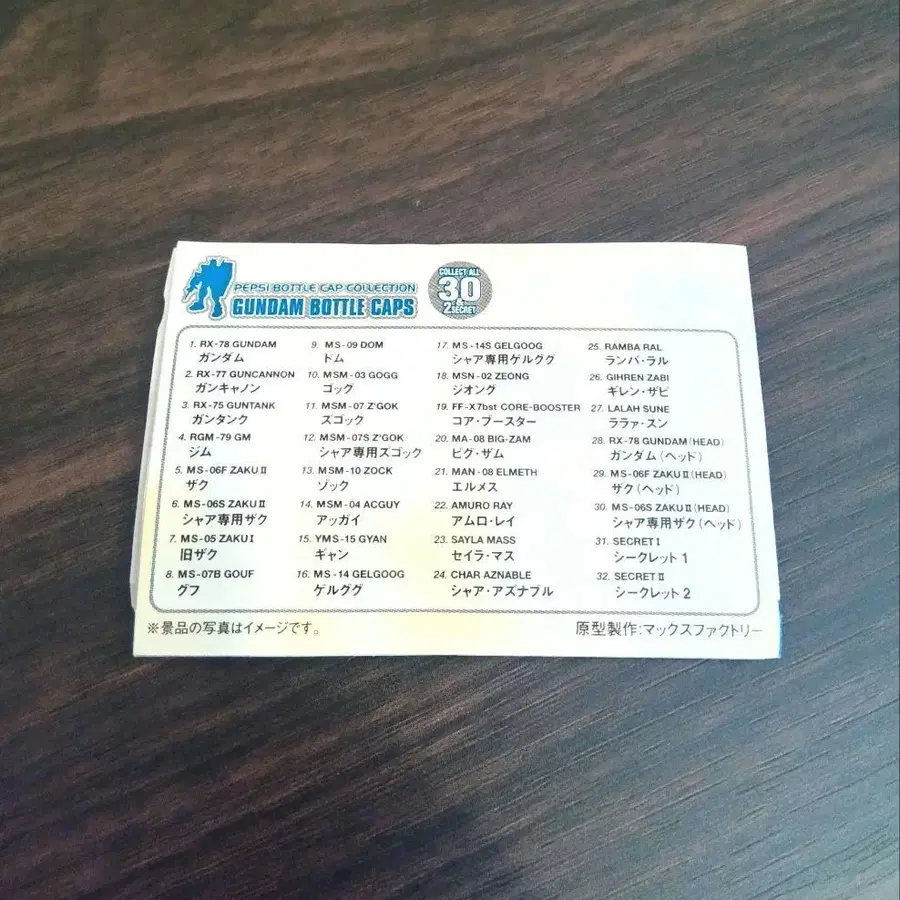 PEPSI BOTTLE CAP COLLECTION
GUNDAM BOTTLE CAPS
COLLECT ALL
30
2 SECRET
1. RX-78 GUNDAM
ガンダム
2. RX-77 GUNCANNON
ガンキャノン
3. RX-75 GUNTANK
ガンタンク
4. RGM-79 GM
ジム
5. MS-06F ZAKUⅡ
ザク
6. MS-06S ZAKUⅡ
シャア専用ザク
7. MS-05 ZAKUⅠ
旧ザク
8. MS-07B GOUF
グフ
9. MS-09 DOM
ドム
10. MSM-03 GOGG
ゴッグ
11. MSM-07 Z'GOK
ズゴック
12. MSM-07S Z'GOK
シャア専用ズゴック
13. MSM-10 ZOCK
ゾック
14. MSM-04 ACGUY
アッガイ
15. YMS-15 GYAN
ギャン
16. MS-14 GELGOOG
ゲルググ
17. MS-14S GELGOOG
シャア専用ゲルググ
18. MSN-02 ZEONG
ジオング
19. FF-X7bst CORE-BOOSTER
コア・ブースター
20. MA-08 BIG-ZAM
ビグ・ザム
21. MAN-08 ELMETH
エルメス
22. AMURO RAY
アムロ・レイ
23. SAYLA MASS
セイラ・マス
24. CHAR AZNABLE
シャア・アズナブル
25. RAMBA RAL
ランバ・ラル
26. GIHREN ZABI
ギレン・ザビ
27. LALAH SUNE
ララァ・スン
28. RX-78 GUNDAM(HEAD)
ガンダム(ヘッド)
29. MS-06F ZAKUⅡ(HEAD)
ザク(ヘッド)
30. MS-06S ZAKUⅡ(HEAD)
シャア専用ザク(ヘッド)
31. SECRETⅠ
シークレット1
32. SECRETⅡ
シークレット2
※景品の写真はイメージです。
原型製作:マックスファクトリー